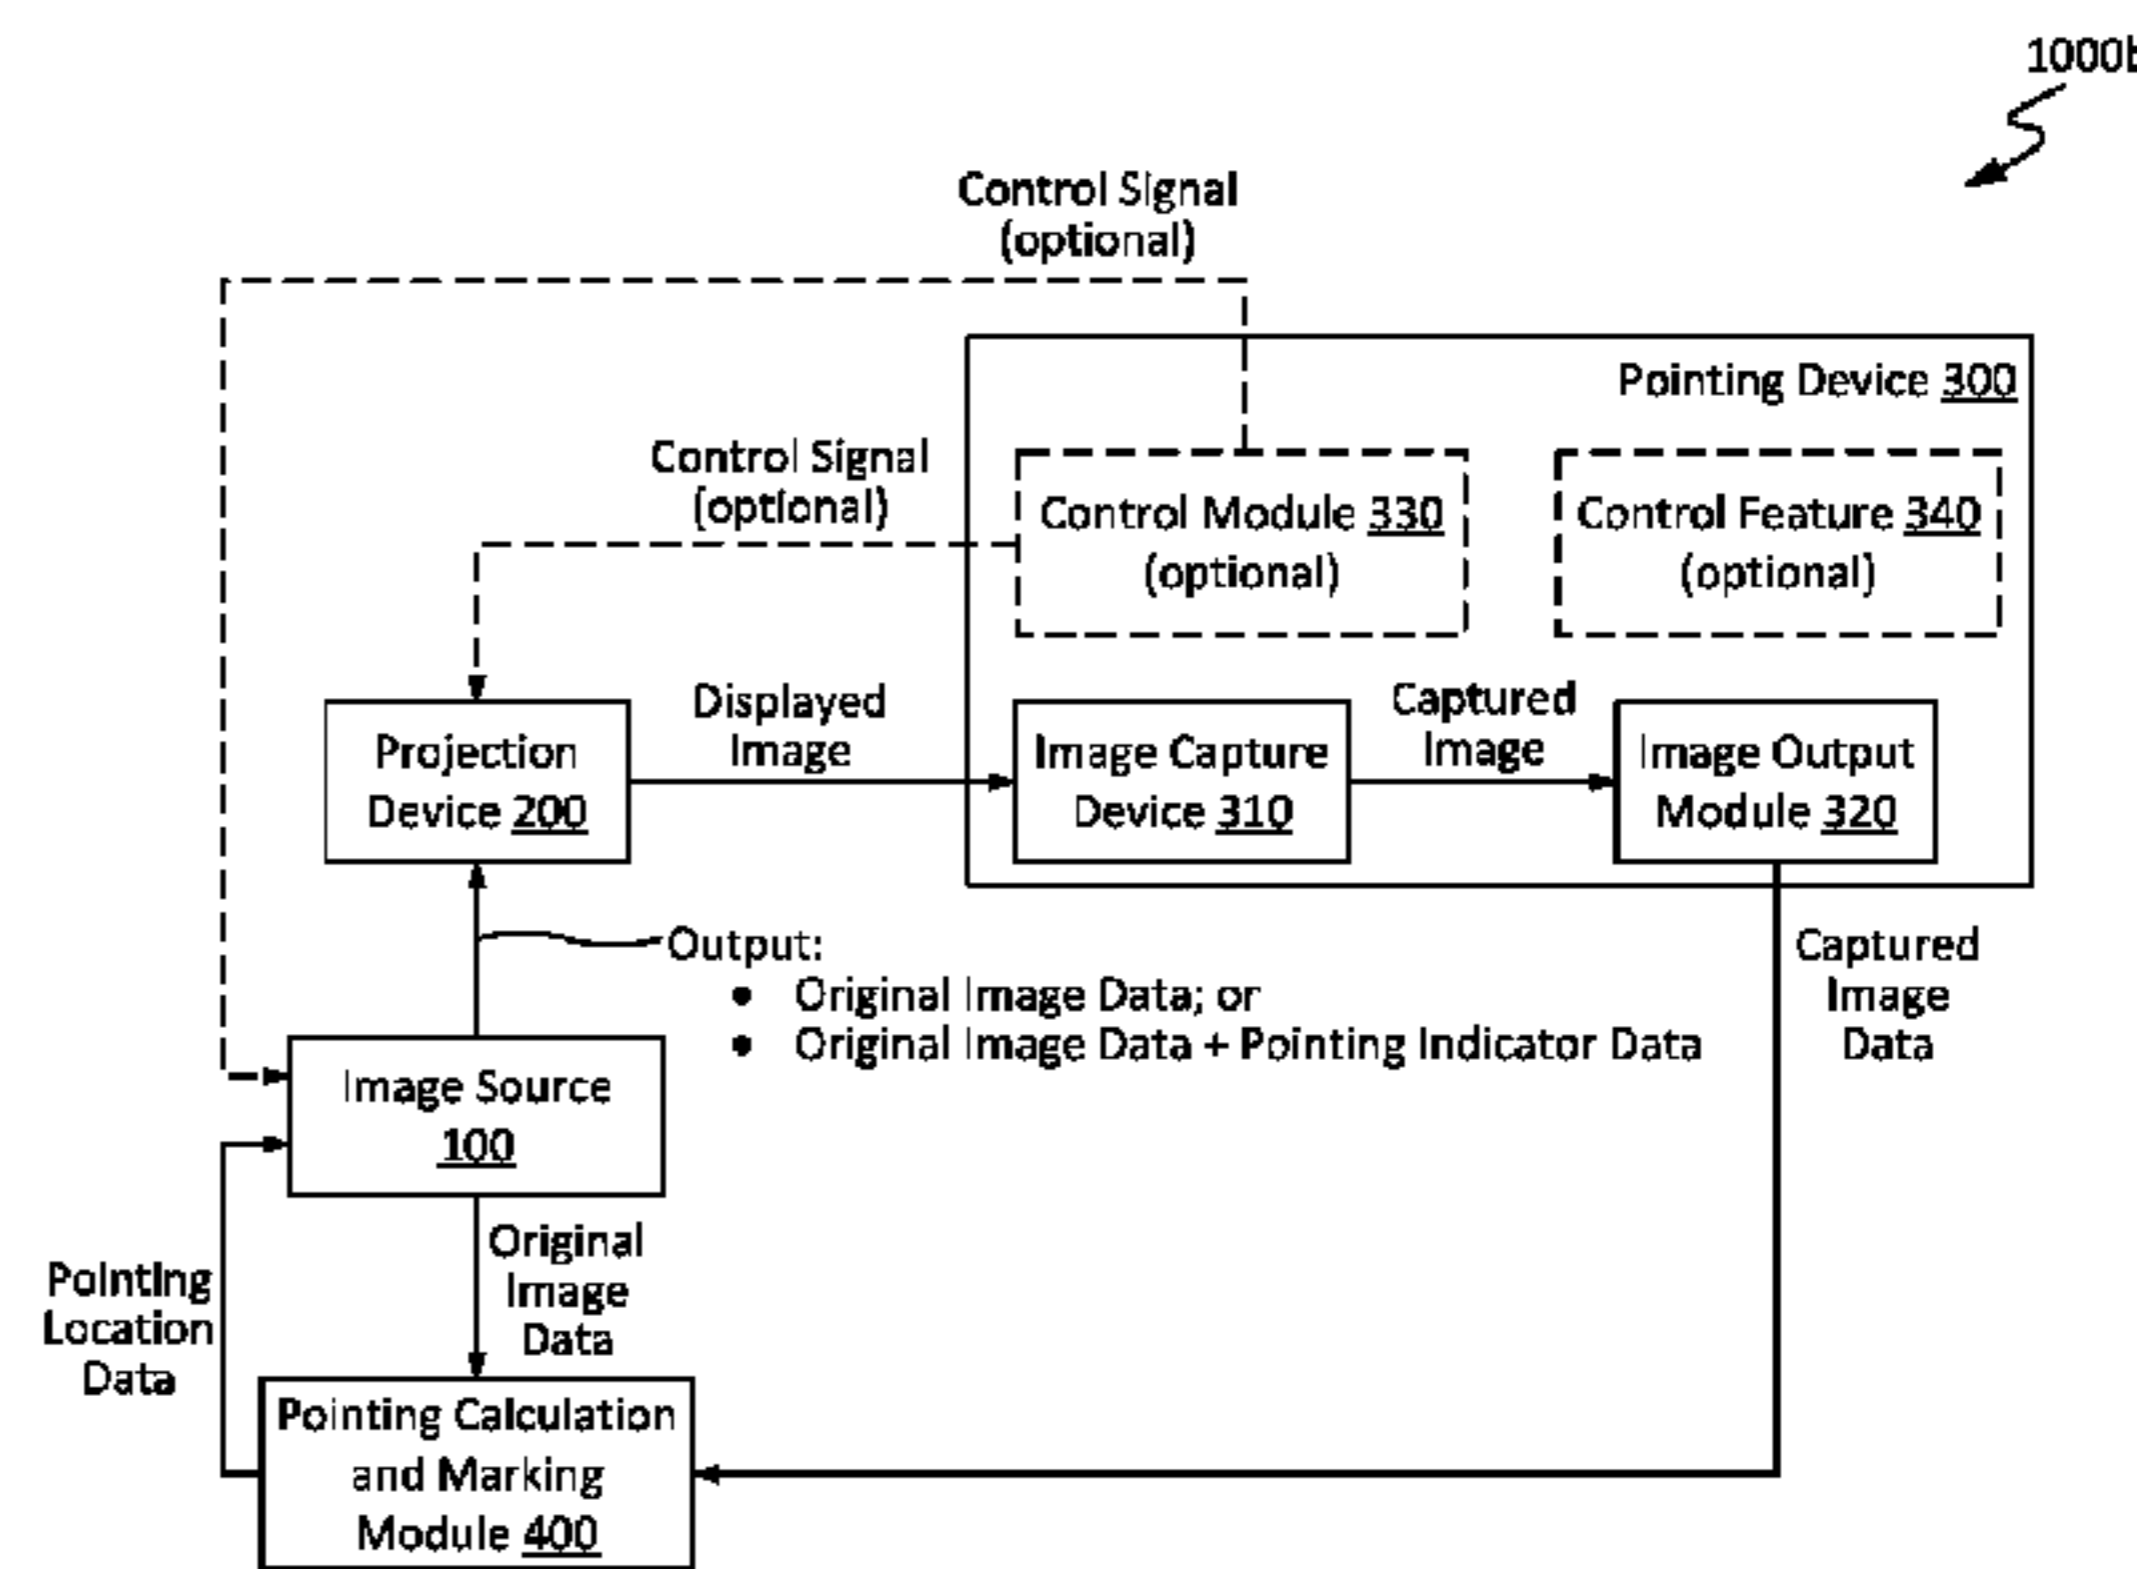 1000b
Control Signal
(optional)
Pointing Device 300
Control Signal
(optional)
Control Module 330
(optional)
Control Feature 340
(optional)
Displayed
Image
Captured
Image
Projection
Device 200
Image Capture
Device 310
Image Output
Module 320
Output:
• Original Image Data; or
• Original Image Data + Pointing Indicator Data
Captured
Image
Data
Image Source
100
Original
Image
Data
Pointing
Location
Data
Pointing Calculation
and Marking
Module 400